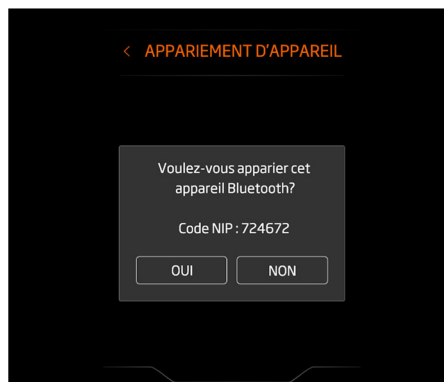 < APPARIEMENT D'APPAREIL
Voulez-vous apparier cet
appareil Bluetooth?
Code NIP : 724672
OUI
NON